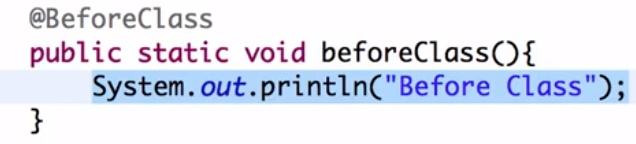 @BeforeClass
public static void beforeClass(){
    System.out.println("Before Class");
}